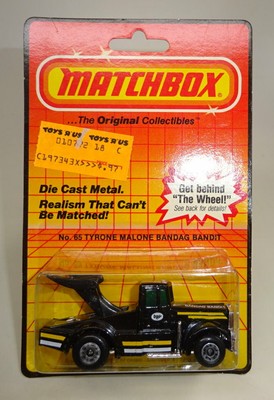 MATCHBOX
...The Original Collectibles
TOYS R US TOYS R US
Die Cast Metal.
Realism That Can't
Be Matched!
Get behind
"The Wheel!"
See back for details!
No. 65 TYRONE MALONE BANDAG BANDIT